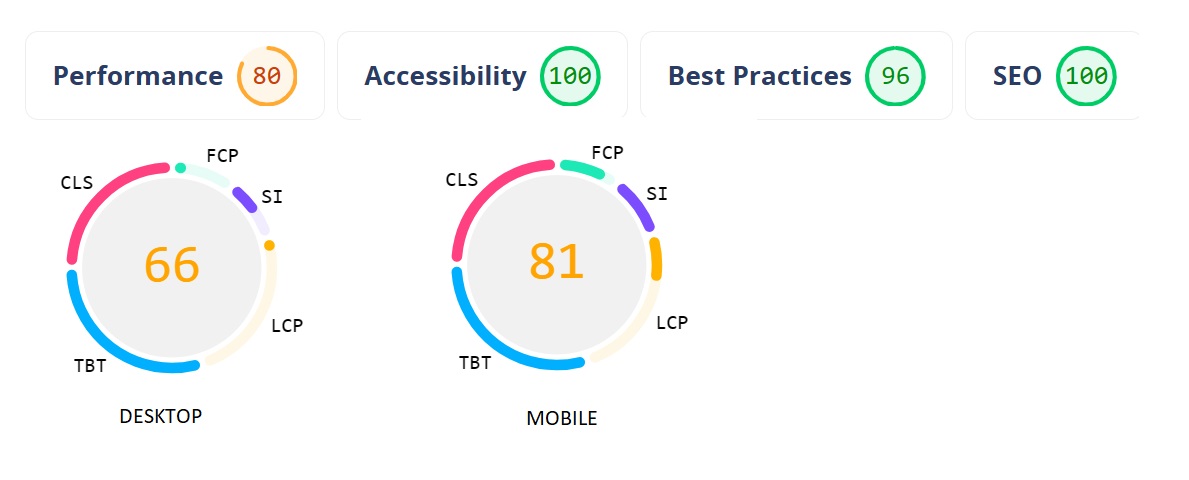 Performance 80 Accessibility 100 Best Practices 96 SEO 100
FCP
CLS
SI
66
LCP
TBT
DESKTOP
FCP
CLS
SI
81
LCP
TBT
MOBILE